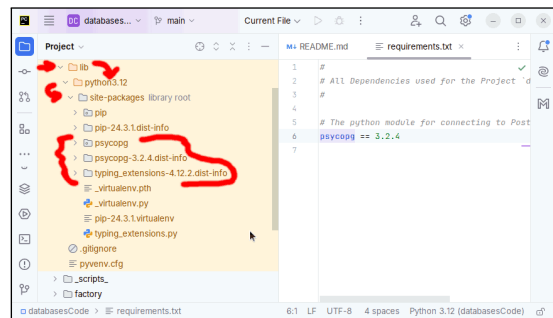 PC DC databases... main Current File
Project
lib
python3.12
site-packages library root
pip
pip-24.3.1.dist-info
psycopg
psycopg-3.2.4.dist-info
typing_extensions-4.12.2.dist-info
_virtualenv.pth
_virtualenv.py
pip-24.3.1.virtualenv
typing_extensions.py
.gitignore
pyvenv.cfg
_scripts_
factory
M↓ README.md requirements.txt
1 #
2 # All Dependencies used for the Project `d
3 #
4
5 # The python module for connecting to Post
6 psycopg == 3.2.4
7
databasesCode > requirements.txt 6:1 LF UTF-8 4 spaces Python 3.12 (databasesCode)